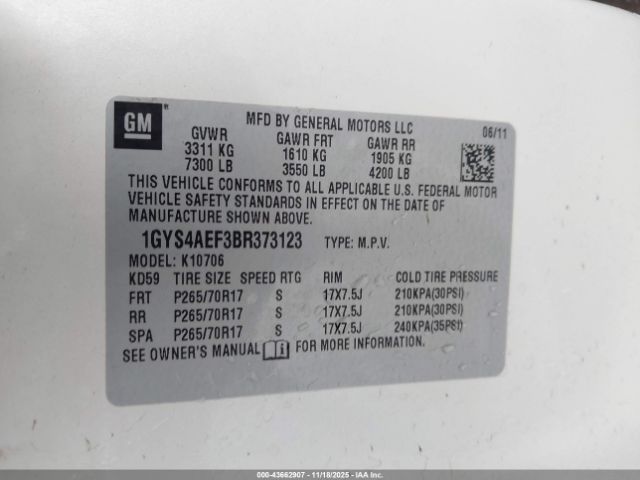 GM
MFD BY GENERAL MOTORS LLC
06/11
GVWR GAWR FRT GAWR RR
3311 KG 1610 KG 1905 KG
7300 LB 3550 LB 4200 LB
THIS VEHICLE CONFORMS TO ALL APPLICABLE U.S. FEDERAL MOTOR
VEHICLE SAFETY STANDARDS IN EFFECT ON THE DATE OF
MANUFACTURE SHOWN ABOVE.
1GYS4AEF3BR373123 TYPE: M.P.V.
MODEL: K10706
KD59 TIRE SIZE SPEED RTG RIM COLD TIRE PRESSURE
FRT P265/70R17 S 17X7.5J 210KPA(30PSI)
RR P265/70R17 S 17X7.5J 210KPA(30PSI)
SPA P265/70R17 S 17X7.5J 240KPA(35PSI)
SEE OWNER'S MANUAL i FOR MORE INFORMATION.
000-43662907 - 11/18/2025 - IAAI.com